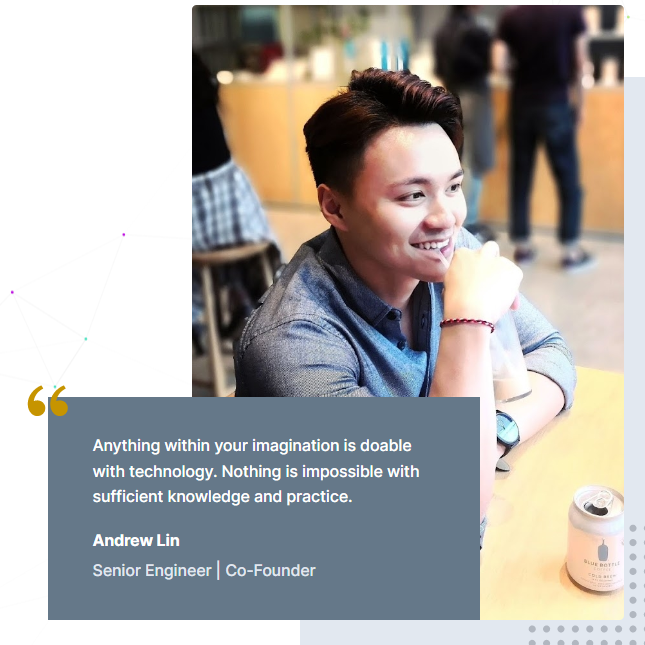 Anything within your imagination is doable
with technology. Nothing is impossible with
sufficient knowledge and practice.
Andrew Lin
Senior Engineer | Co-Founder
BLUE BOTTLE
COLD BREW